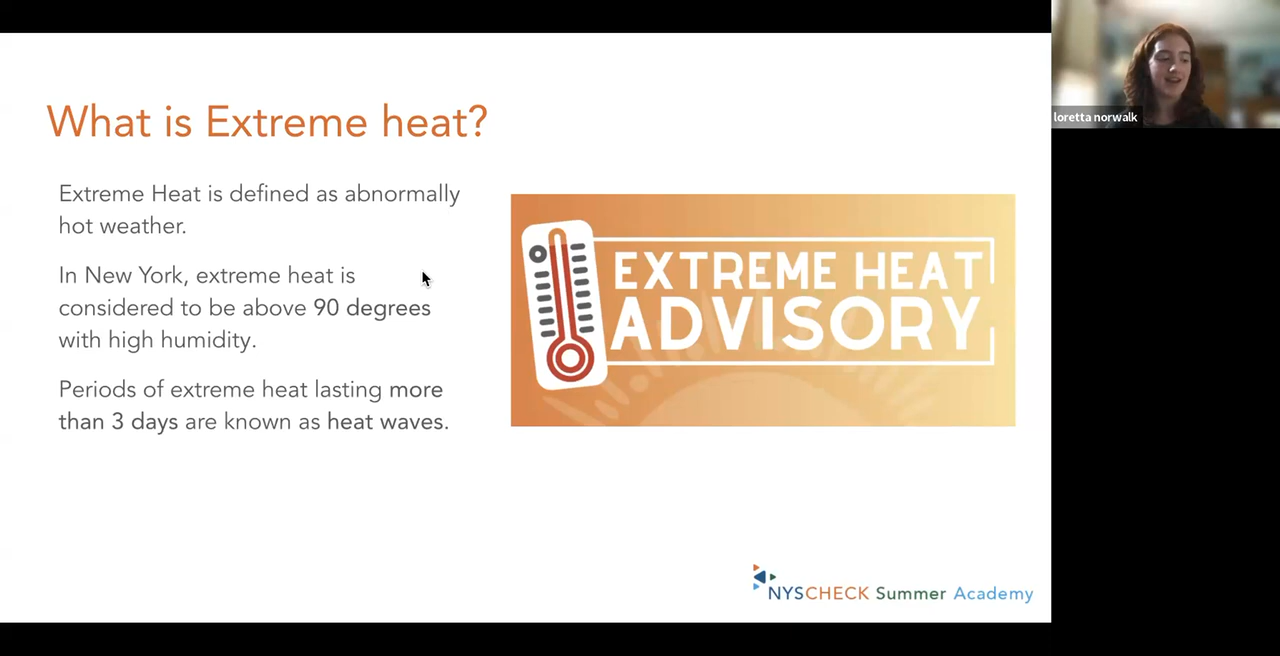 What is Extreme heat?
Extreme Heat is defined as abnormally
hot weather.
In New York, extreme heat is
considered to be above 90 degrees
with high humidity.
Periods of extreme heat lasting more
than 3 days are known as heat waves.
EXTREME HEAT
ADVISORY
NYSCHECK Summer Academy
loretta norwalk